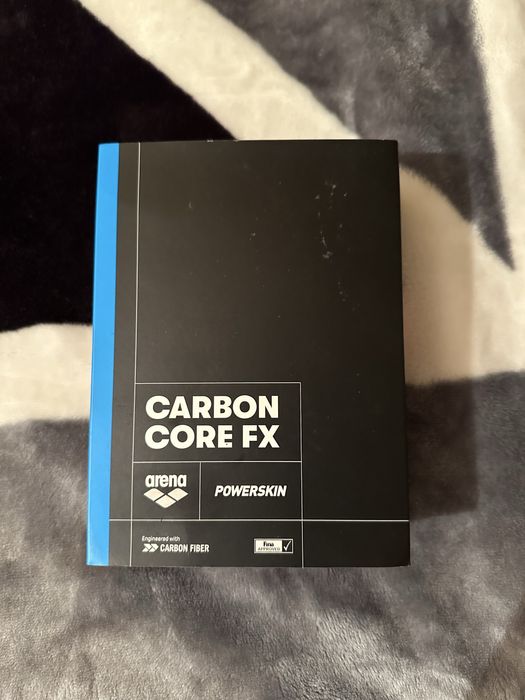 CARBON
CORE FX
arena
POWERSKIN
Engineered with
CARBON FIBER
Fina
APPROVED